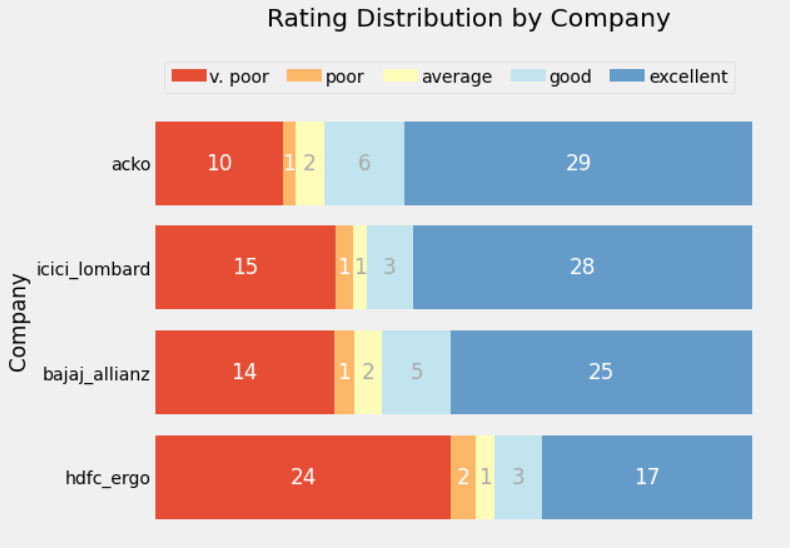 Rating Distribution by Company
v. poor poor average good excellent
Company
acko 10 1 2 6 29
icici_lombard 15 1 1 3 28
bajaj_allianz 14 1 2 5 25
hdfc_ergo 24 2 1 3 17